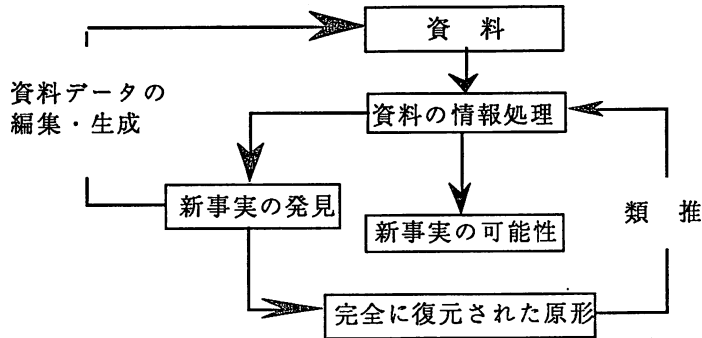 資料
資料データの
編集・生成
資料の情報処理
新事実の発見
新事実の可能性
類推
完全に復元された原形